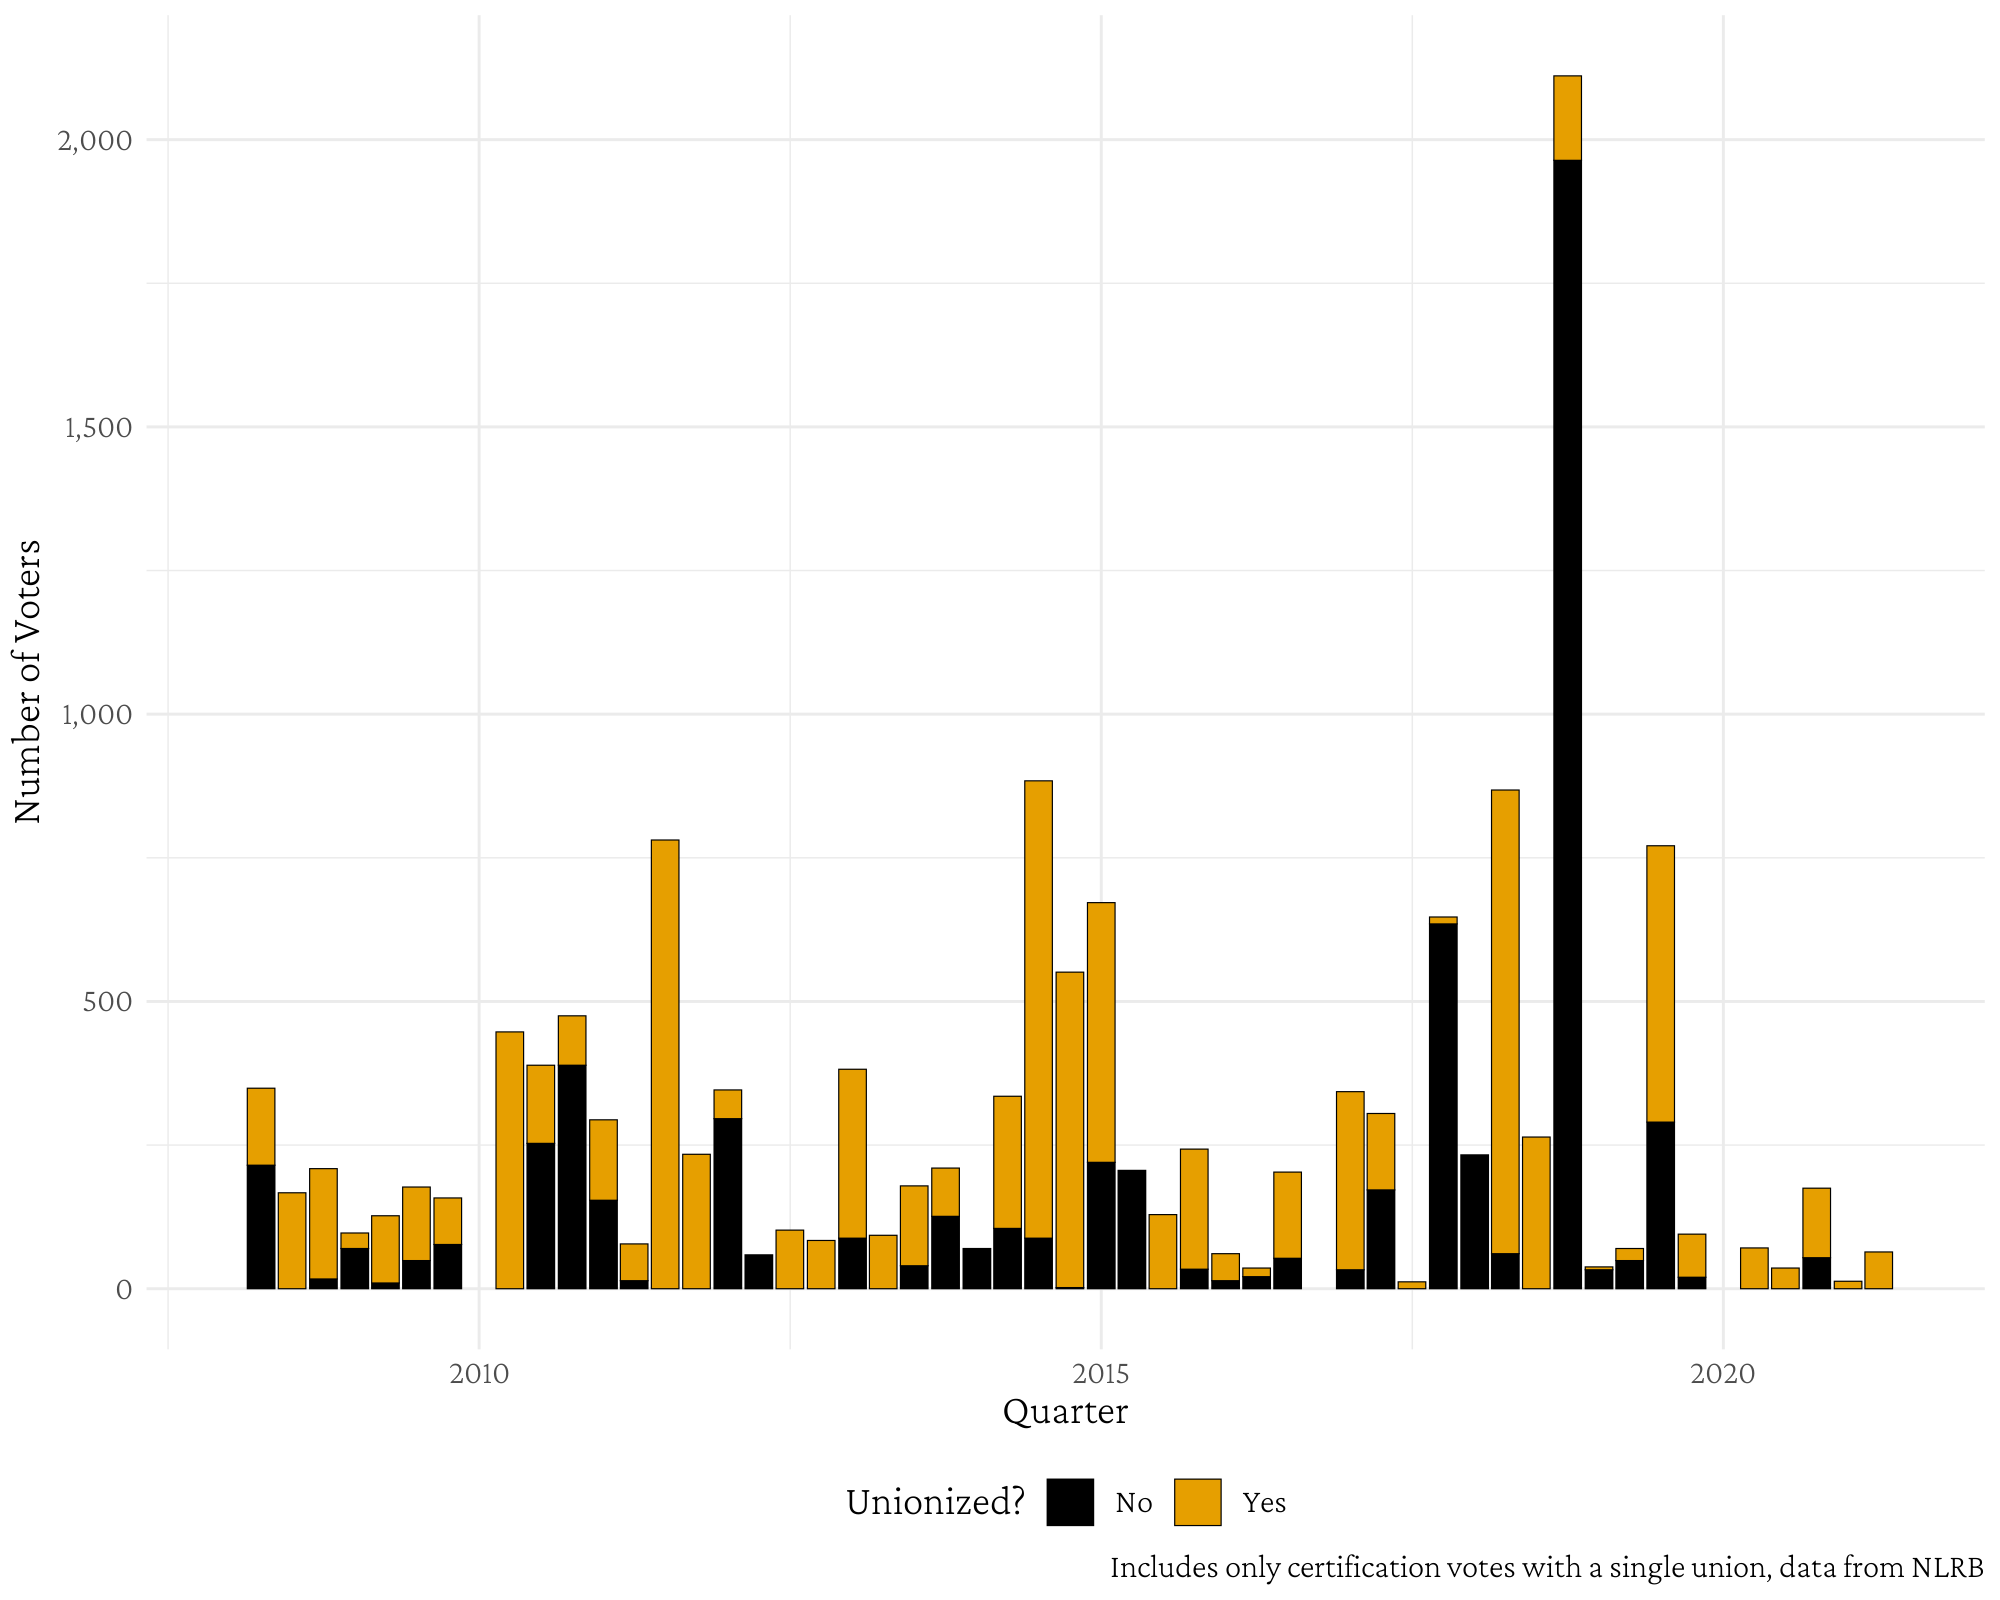 2,000
1,500
1,000
500
0
Number of Voters
2010
2015
2020
Quarter
Unionized? No Yes
Includes only certification votes with a single union, data from NLRB